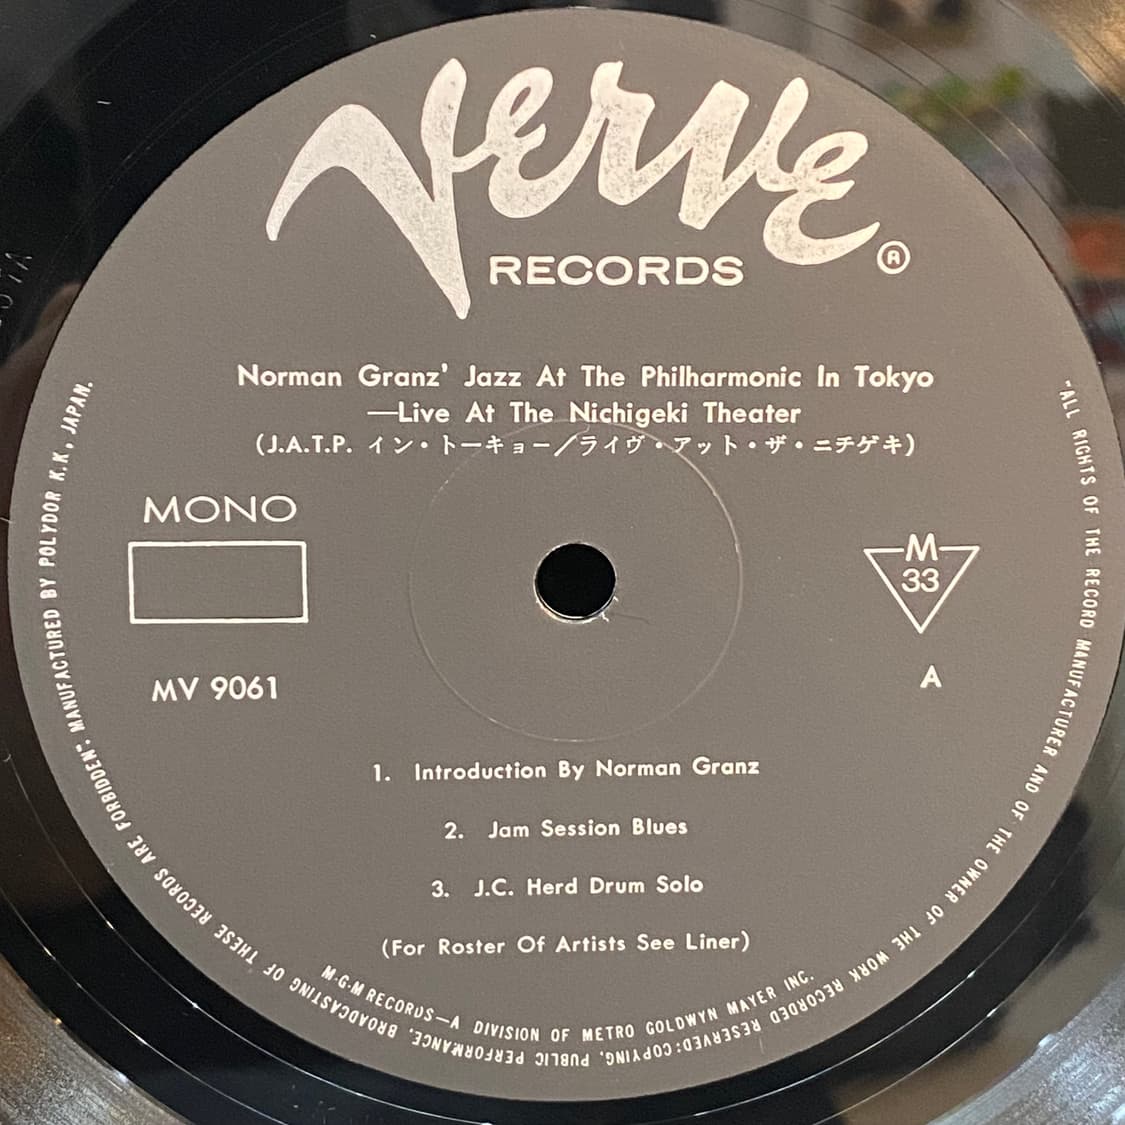 Verve
RECORDS ®
Norman Granz' Jazz At The Philharmonic In Tokyo
—Live At The Nichigeki Theater
(J.A.T.P. イン・トーキョー/ライヴ・アット・ザ・ニチゲキ)
MONO
M
33
MV 9061
A
1. Introduction By Norman Granz
2. Jam Session Blues
3. J.C. Herd Drum Solo
(For Roster Of Artists See Liner)
M-G-M RECORDS—A DIVISION OF METRO GOLDWYN MAYER INC.
"ALL RIGHTS OF THE RECORD MANUFACTURER AND OF THE OWNER OF THE WORK RECORDED RESERVED:COPYING, PUBLIC PERFORMANCE, BROADCASTING OF THESE RECORDS ARE FORBIDDEN": MANUFACTURED BY POLYDOR K.K, JAPAN.